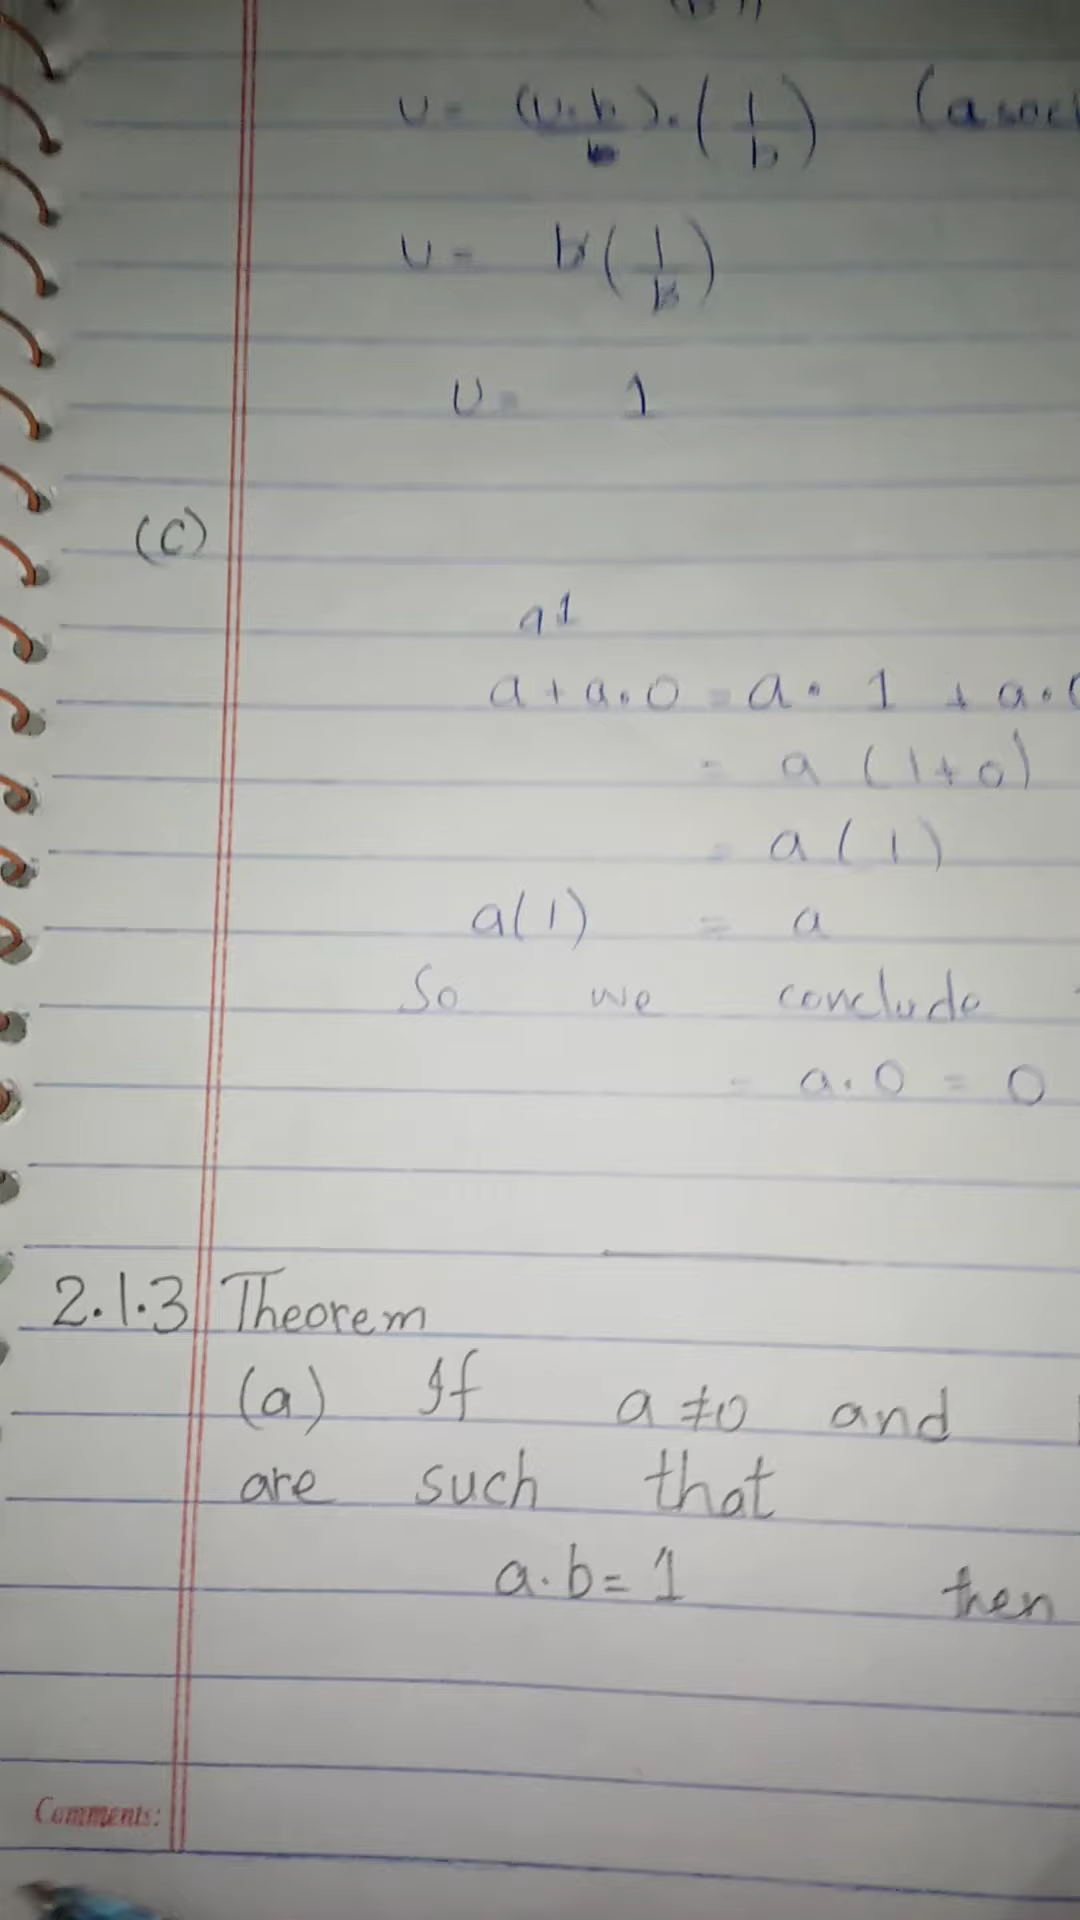 u = (u.b).(1/b)
u = b(1/b)
u = 1
(C)
a1
a + a.0 = a. 1 + a.
= a (1+0)
= a(1)
a(1) = a
So we conclude
= a.0 = 0
2.1.3 Theorem
(a) If a ≠0 and
are such that
a.b= 1 then
Comments: